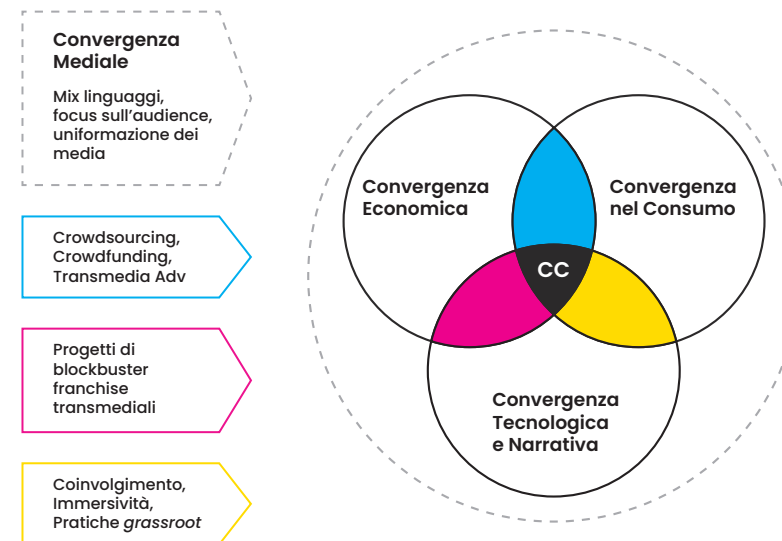 Convergenza
Mediale
Mix linguaggi,
focus sull’audience,
uniformazione dei
media
Crowdsourcing,
Crowdfunding,
Transmedia Adv
Progetti di
blockbuster
franchise
transmediali
Coinvolgimento,
Immersività,
Pratiche grassroot
Convergenza
Economica
Convergenza
nel Consumo
CC
Convergenza
Tecnologica
e Narrativa